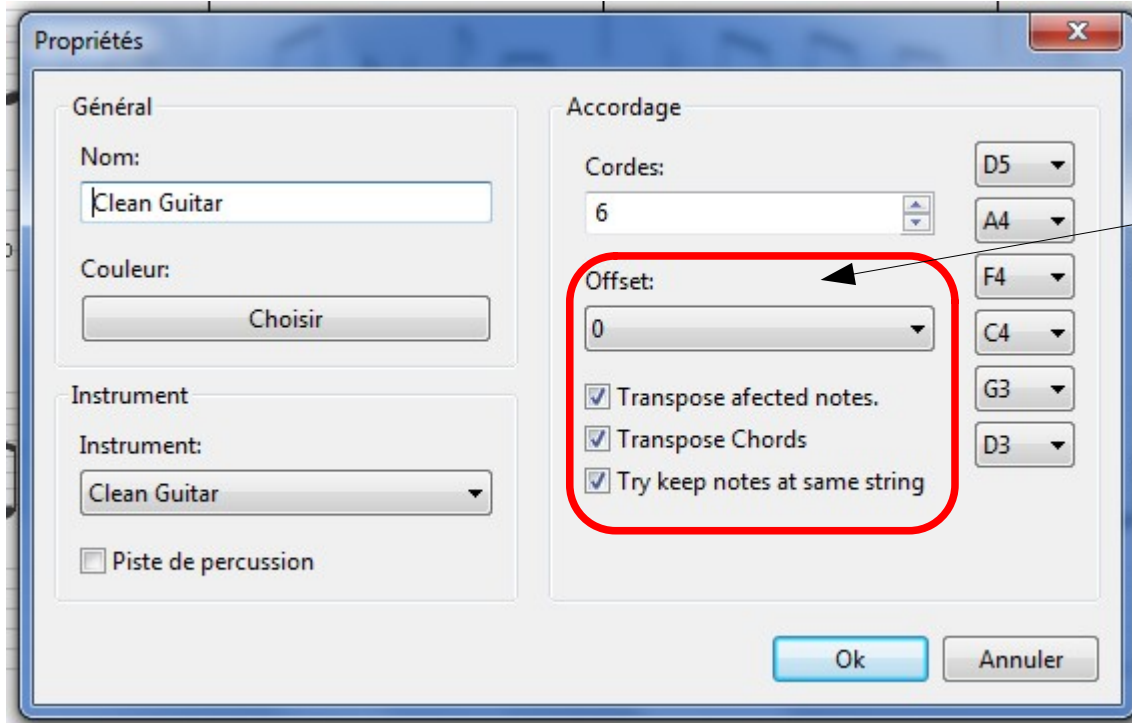 Propriétés
Général
Nom:
Clean Guitar
Couleur:
Choisir
Instrument
Instrument:
Clean Guitar
Piste de percussion
Accordage
Cordes:
6
Offset:
0
Transpose afected notes.
Transpose Chords
Try keep notes at same string
D5
A4
F4
C4
G3
D3
Ok
Annuler